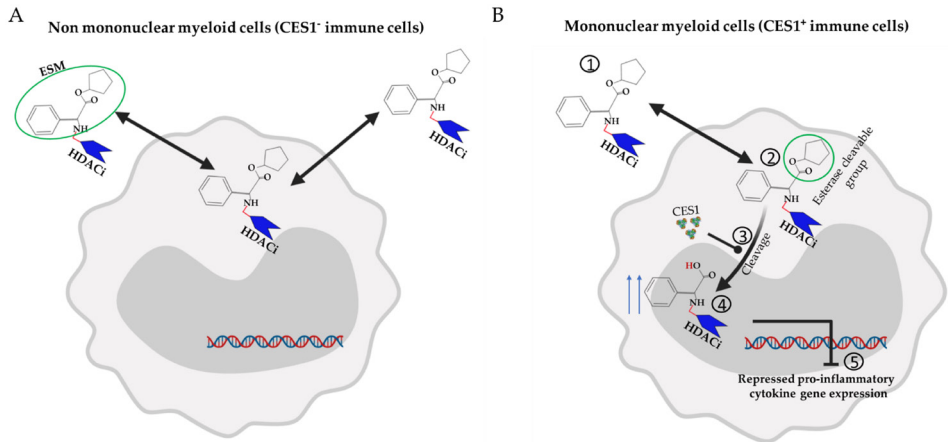 A
Non mononuclear myeloid cells (CES1⁻ immune cells)
ESM
O
O
NH
HDACi
O
O
NH
HDACi
O
O
NH
HDACi
B
Mononuclear myeloid cells (CES1⁺ immune cells)
1
O
O
NH
HDACi
2
O
O
NH
HDACi
Esterase cleavable
group
CES1
3
Cleavage
HO
O
NH
4
HDACi
5
Repressed pro-inflammatory
cytokine gene expression